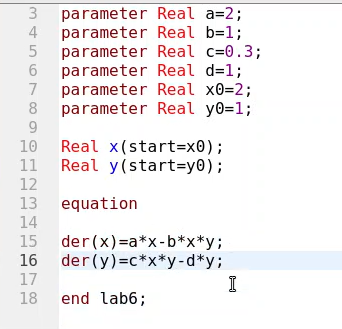 3 parameter Real a=2;
4 parameter Real b=1;
5 parameter Real c=0.3;
6 parameter Real d=1;
7 parameter Real x0=2;
8 parameter Real y0=1;
9
10 Real x(start=x0);
11 Real y(start=y0);
12
13 equation
14
15 der(x)=a*x-b*x*y;
16 der(y)=c*x*y-d*y;
17
18 end lab6;